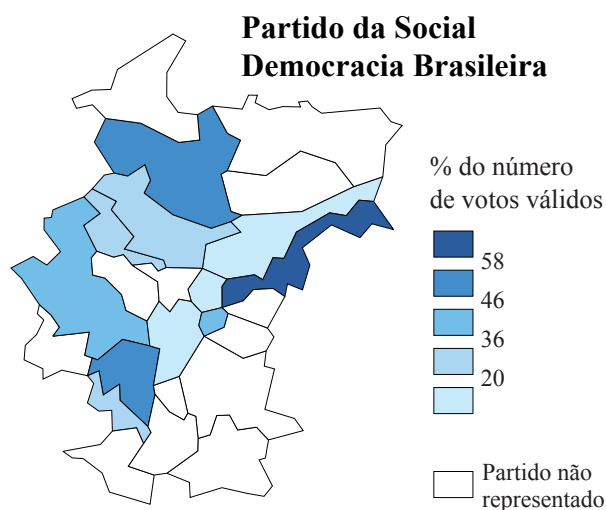 Partido da Social
Democracia Brasileira
% do número
de votos válidos
58
46
36
20
Partido não
representado